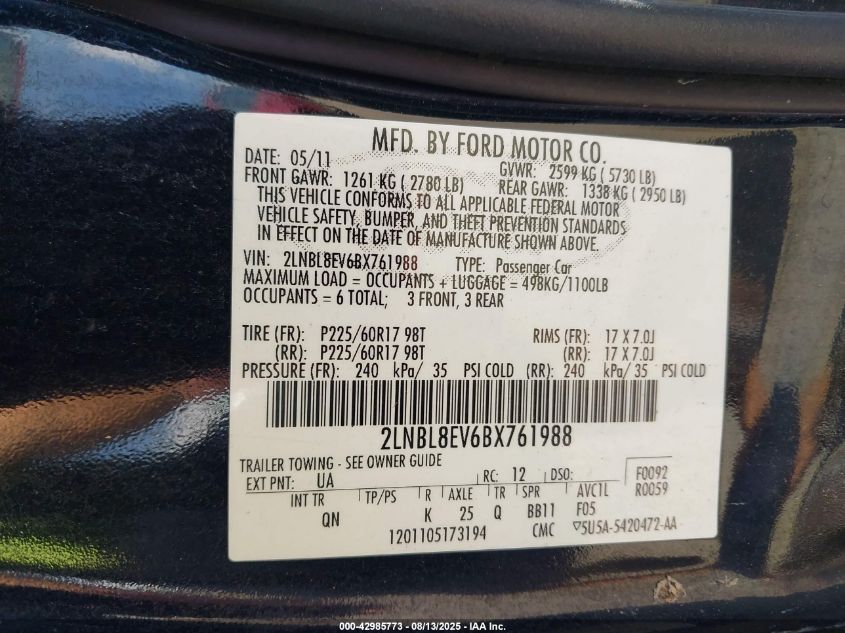 MFD. BY FORD MOTOR CO.
DATE: 05/11 GVWR: 2599 KG ( 5730 LB)
FRONT GAWR: 1261 KG ( 2780 LB) REAR GAWR: 1338 KG ( 2950 LB)
THIS VEHICLE CONFORMS TO ALL APPLICABLE FEDERAL MOTOR
VEHICLE SAFETY, BUMPER, AND THEFT PREVENTION STANDARDS
IN EFFECT ON THE DATE OF MANUFACTURE SHOWN ABOVE.
VIN: 2LNBL8EV6BX761988 TYPE: Passenger Car
MAXIMUM LOAD = OCCUPANTS + LUGGAGE = 498KG/1100LB
OCCUPANTS = 6 TOTAL; 3 FRONT, 3 REAR
TIRE (FR): P225/60R17 98T RIMS (FR): 17 X 7.0J
(RR): P225/60R17 98T (RR): 17 X 7.0J
PRESSURE (FR): 240 kPa/ 35 PSI COLD (RR): 240 kPa/ 35 PSI COLD
2LNBL8EV6BX761988
TRAILER TOWING - SEE OWNER GUIDE
EXT PNT: UA RC: 12 DSO: F0092
INT TR TP/PS R AXLE TR SPR AVC1L R0059
QN K 25 Q BB11 F05
1201105173194 CMC ▽5U5A-5420472-AA
000-42985773 - 08/13/2025 - IAA Inc.